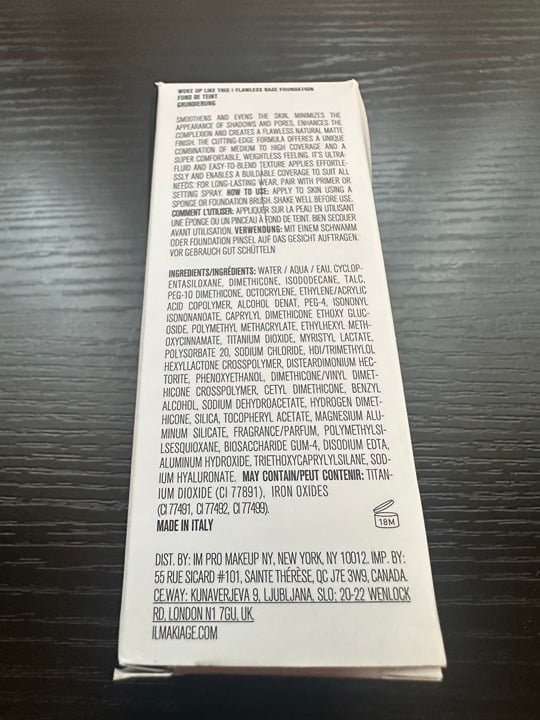 WOKE UP LIKE THIS I FLAWLESS BASE FOUNDATION
FOND DE TEINT
GRUNDIERUNG
SMOOTHENS AND EVENS THE SKIN, MINIMIZES THE
APPEARANCE OF SHADOWS AND PORES, ENHANCES THE
COMPLEXION AND CREATES A FLAWLESS NATURAL MATTE
FINISH. THE CUTTING-EDGE FORMULA OFFERES A UNIQUE
COMBINATION OF MEDIUM TO HIGH COVERAGE AND A
SUPER COMFORTABLE, WEIGHTLESS FEELING. IT'S ULTRA-
FLUID AND EASY-TO-BLEND TEXTURE APPLIES EFFORTLE-
SSLY AND ENABLES A BUILDABLE COVERAGE TO SUIT ALL
NEEDS. FOR LONG-LASTING WEAR, PAIR WITH PRIMER OR
SETTING SPRAY. HOW TO USE: APPLY TO SKIN USING A
SPONGE OR FOUNDATION BRUSH. SHAKE WELL BEFORE USE.
COMMENT L'UTILISER: APPLIQUER SUR LA PEAU EN UTILISANT
UNE ÉPONGE OU UN PINCEAU À FOND DE TEINT. BIEN SECOUER
AVANT UTILISATION. VERWENDUNG: MIT EINEM SCHWAMM
ODER FOUNDATION PINSEL AUF DAS GESICHT AUFTRAGEN.
VOR GEBRAUCH GUT SCHÜTTELN
INGREDIENTS/INGRÉDIENTS: WATER / AQUA / EAU, CYCLOP-
ENTASILOXANE, DIMETHICONE, ISODODECANE, TALC,
PEG-10 DIMETHICONE, OCTOCRYLENE, ETHYLENE/ACRYLIC
ACID COPOLYMER, ALCOHOL DENAT, PEG-4, ISONONYL
ISONONANOATE, CAPRYLYL DIMETHICONE ETHOXY GLUC-
OSIDE, POLYMETHYL METHACRYLATE, ETHYLHEXYL METH-
OXYCINNAMATE, TITANIUM DIOXIDE, MYRISTYL LACTATE,
POLYSORBATE 20, SODIUM CHLORIDE, HDI/TRIMETHYLOL
HEXYLLACTONE CROSSPOLYMER, DISTEARDIMONIUM HEC-
TORITE, PHENOXYETHANOL, DIMETHICONE/VINYL DIMET-
HICONE CROSSPOLYMER, CETYL DIMETHICONE, BENZYL
ALCOHOL, SODIUM DEHYDROACETATE, HYDROGEN DIMET-
HICONE, SILICA, TOCOPHERYL ACETATE, MAGNESIUM ALU-
MINUM SILICATE, FRAGRANCE/PARFUM, POLYMETHYLSI-
LSESQUIOXANE, BIOSACCHARIDE GUM-4, DISODIUM EDTA,
ALUMINUM HYDROXIDE, TRIETHOXYCAPRYLYLSILANE, SOD-
IUM HYALURONATE. MAY CONTAIN/PEUT CONTENIR: TITAN-
IUM DIOXIDE (CI 77891), IRON OXIDES
(CI 77491, CI 77492, CI 77499).
MADE IN ITALY
18M
DIST. BY: IM PRO MAKEUP NY, NEW YORK, NY 10012. IMP. BY:
55 RUE SICARD #101, SAINTE THÉRÈSE, QC J7E 3W9, CANADA.
CE.WAY: KUNAVERJEVA 9, LJUBLJANA, SLO; 20-22 WENLOCK
RD, LONDON N1 7GU, UK
ILMAKIAGE.COM